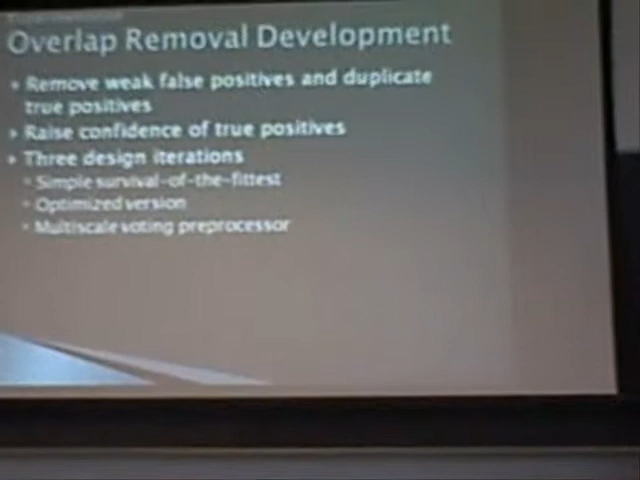 Overlap Removal Development
Remove weak false positives and duplicate
true positives
Raise confidence of true positives
Three design iterations
Simple survival-of-the-fittest
Optimized version
Multiscale voting preprocessor